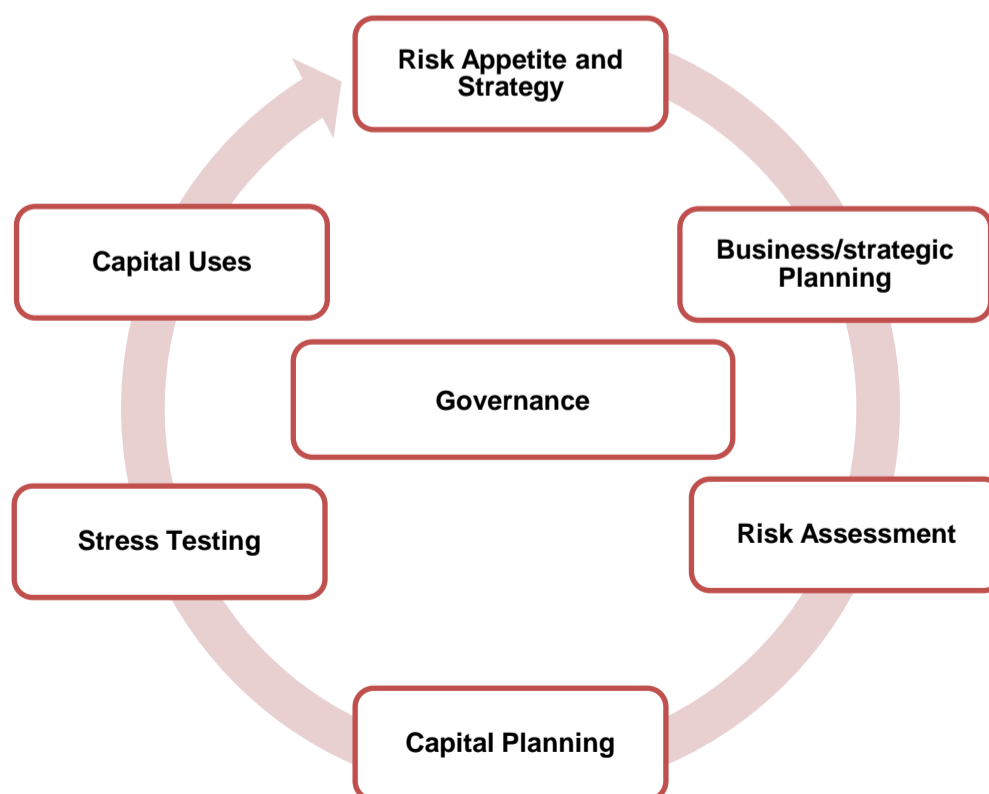 Risk Appetite and
Strategy
Capital Uses
Business/strategic
Planning
Governance
Stress Testing
Risk Assessment
Capital Planning